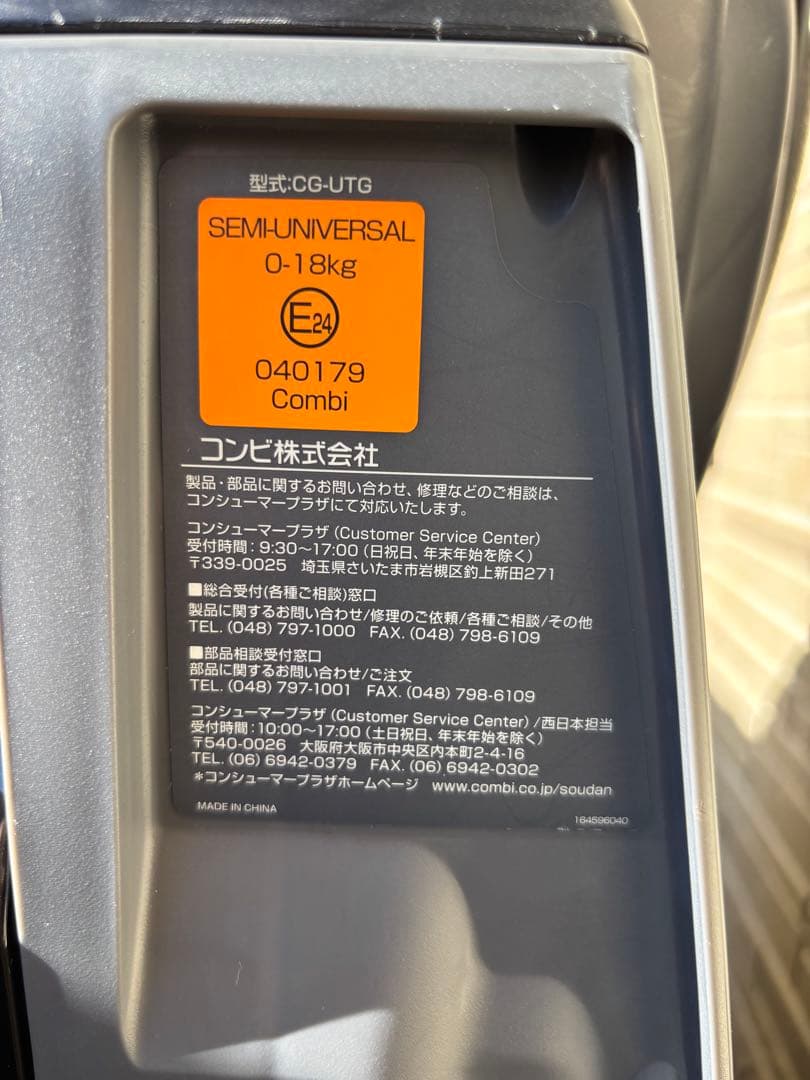 型式:CG-UTG
SEMI-UNIVERSAL
0-18kg
E24
040179
Combi
コンビ株式会社
製品・部品に関するお問い合わせ、修理などのご相談は、
コンシューマープラザにて対応いたします。
コンシューマープラザ (Customer Service Center)
受付時間:9:30〜17:00 (日祝日、年末年始を除く)
〒339-0025 埼玉県さいたま市岩槻区釣上新田271
■総合受付(各種ご相談)窓口
製品に関するお問い合わせ/修理のご依頼/各種ご相談/その他
TEL. (048) 797-1000 FAX. (048) 798-6109
■部品相談受付窓口
部品に関するお問い合わせ/ご注文
TEL. (048) 797-1001 FAX. (048) 798-6109
コンシューマープラザ (Customer Service Center) /西日本担当
受付時間:10:00〜17:00 (土日祝日、年末年始を除く)
〒540-0026 大阪府大阪市中央区内本町2-4-16
TEL. (06) 6942-0379 FAX. (06) 6942-0302
*コンシューマープラザホームページ www.combi.co.jp/soudan
MADE IN CHINA
164596040